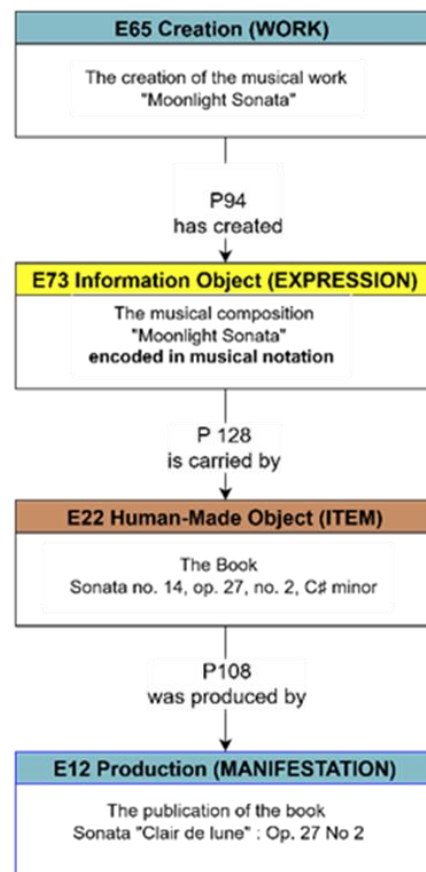 E65 Creation (WORK)
The creation of the musical work
"Moonlight Sonata"
P94
has created
E73 Information Object (EXPRESSION)
The musical composition
"Moonlight Sonata"
encoded in musical notation
P 128
is carried by
E22 Human-Made Object (ITEM)
The Book
Sonata no. 14, op. 27, no. 2, C♯ minor
P108
was produced by
E12 Production (MANIFESTATION)
The publication of the book
Sonata "Clair de lune" : Op. 27 No 2